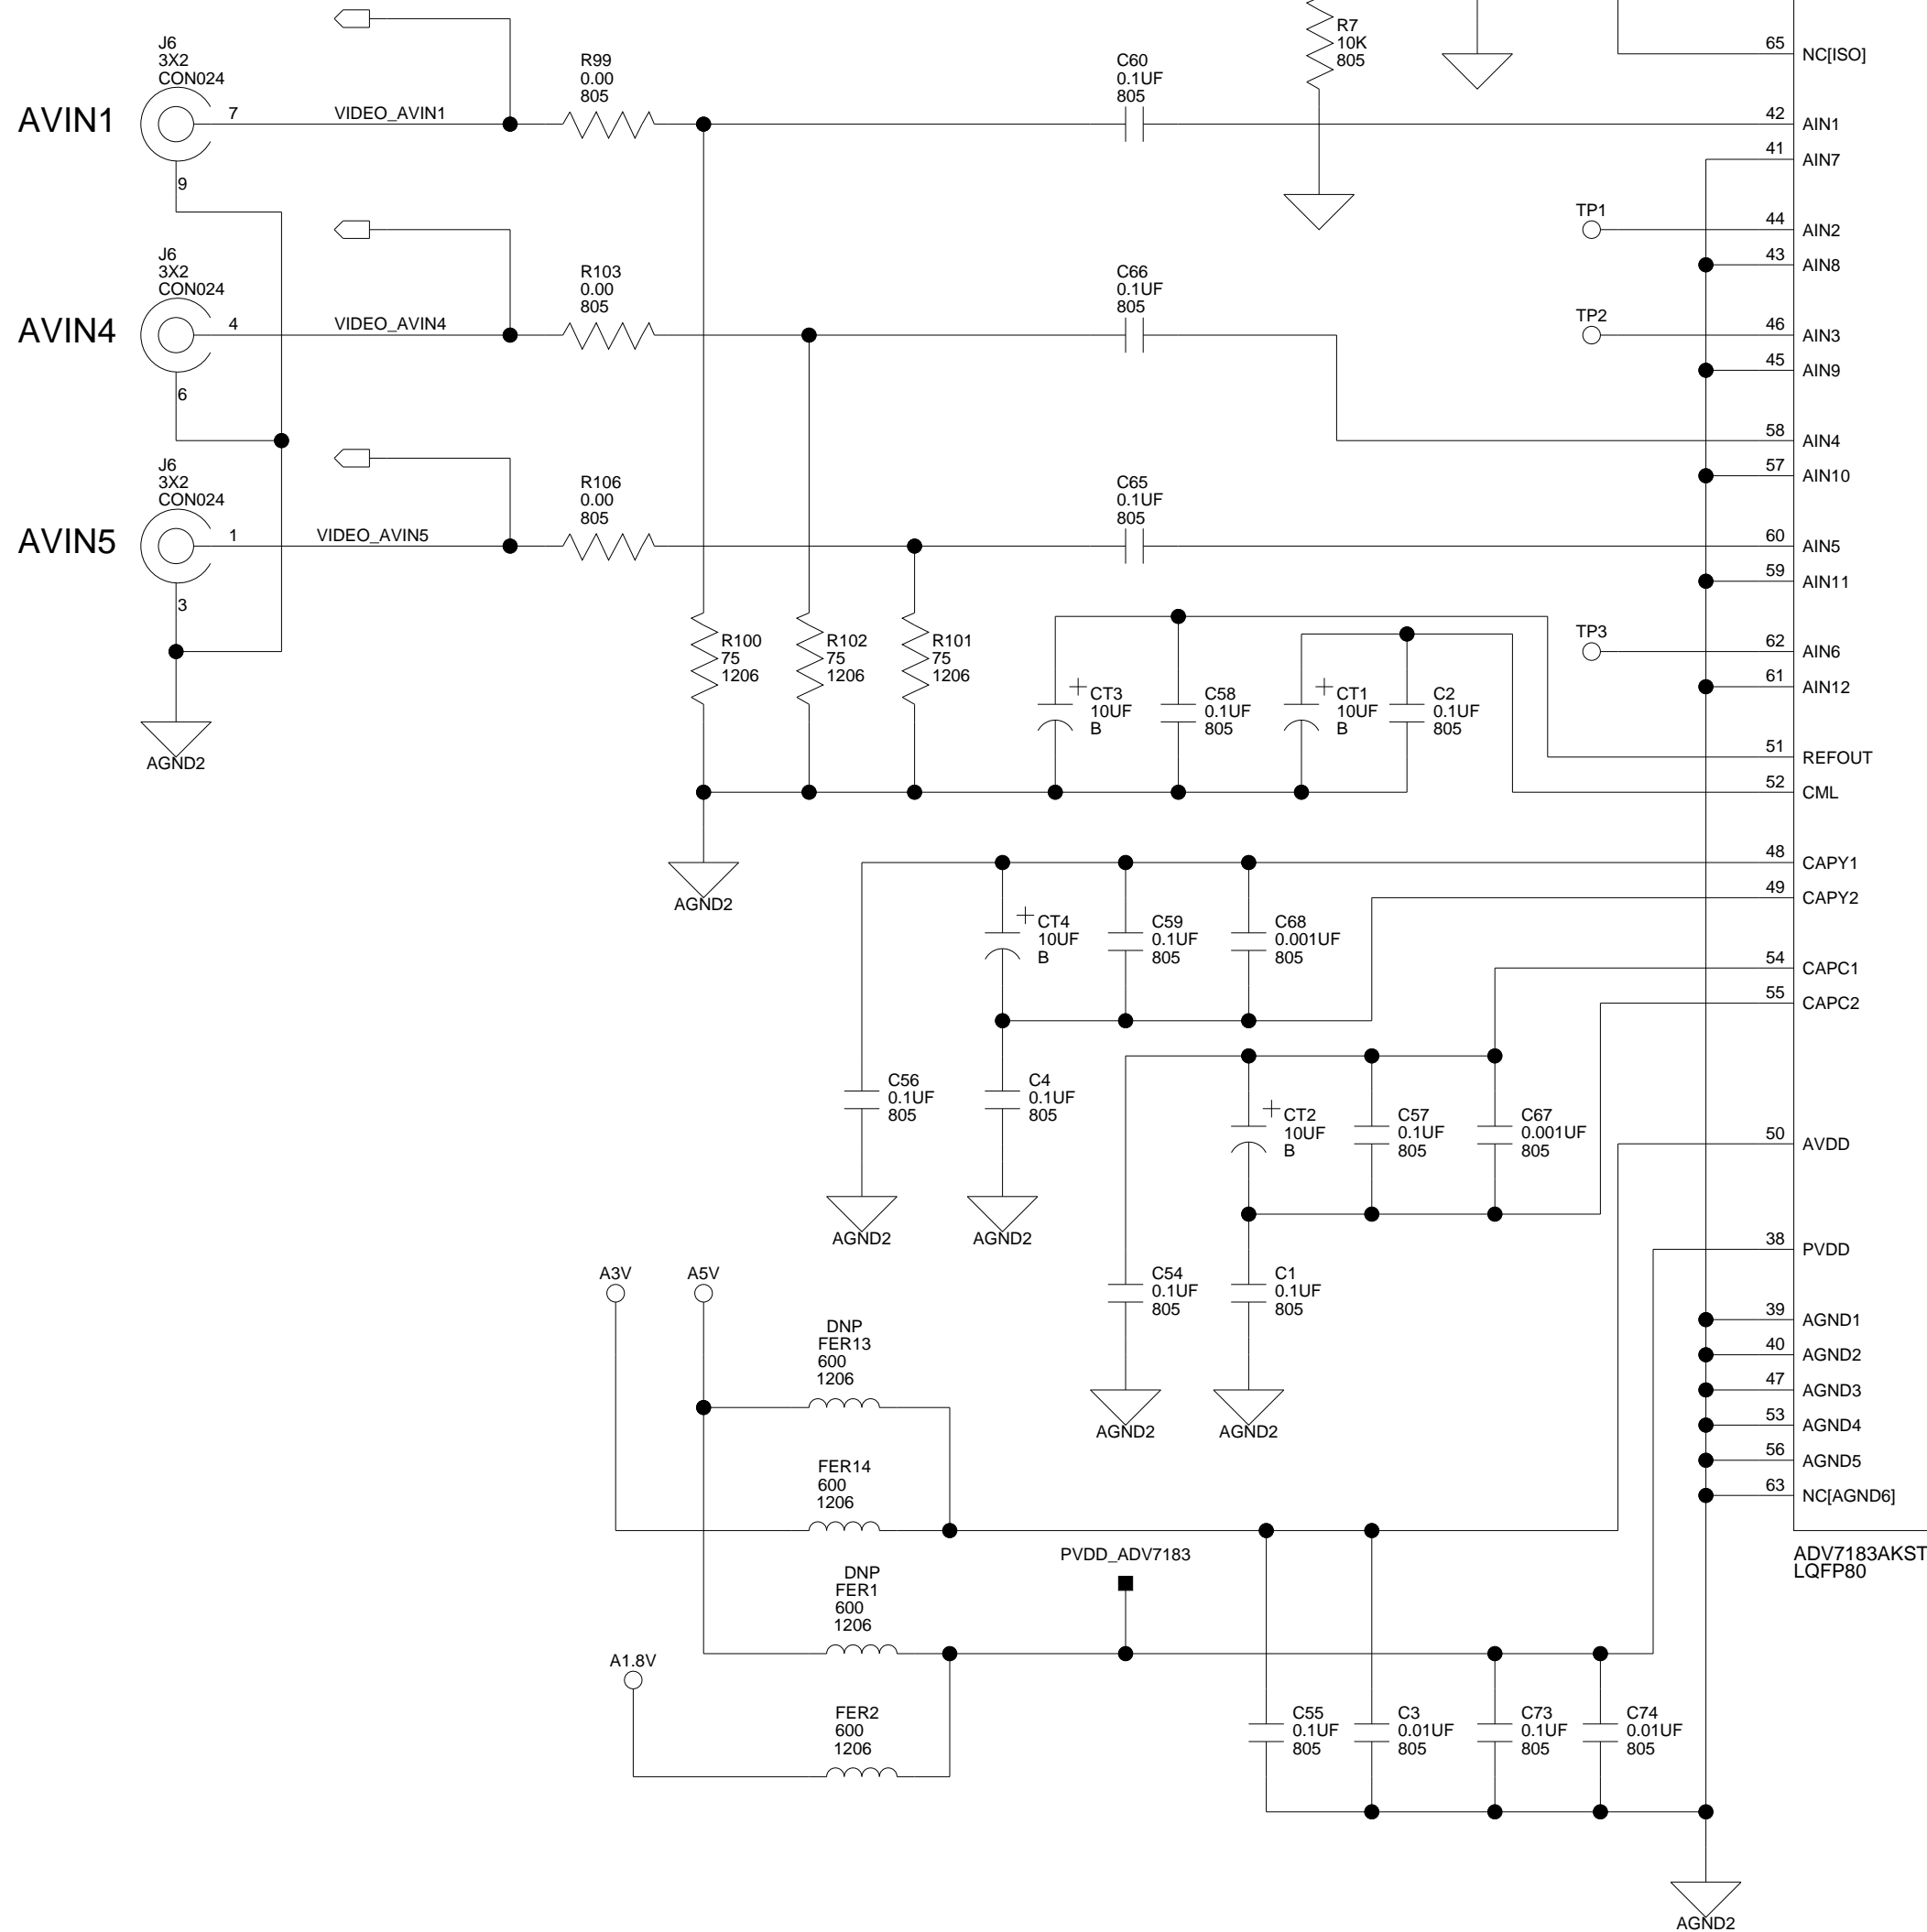 R7
10K
805
65
NC[ISO]
J6
3X2
CON024
R99
0.00
805
C60
0.1UF
805
AVIN1
7
VIDEO_AVIN1
42
AIN1
41
AIN7
9
TP1
44
AIN2
J6
3X2
CON024
R103
0.00
805
C66
0.1UF
805
43
AIN8
AVIN4
4
VIDEO_AVIN4
TP2
46
AIN3
45
AIN9
6
58
AIN4
J6
3X2
CON024
R106
0.00
805
C65
0.1UF
805
57
AIN10
AVIN5
1
VIDEO_AVIN5
60
AIN5
59
AIN11
3
R100
75
1206
R102
75
1206
R101
75
1206
TP3
62
AIN6
61
AIN12
CT3
10UF
B
C58
0.1UF
805
CT1
10UF
B
C2
0.1UF
805
AGND2
51
REFOUT
52
CML
48
CAPY1
49
CAPY2
AGND2
CT4
10UF
B
C59
0.1UF
805
C68
0.001UF
805
54
CAPC1
55
CAPC2
C56
0.1UF
805
C4
0.1UF
805
CT2
10UF
B
C57
0.1UF
805
C67
0.001UF
805
50
AVDD
AGND2
AGND2
38
PVDD
A3V
A5V
C54
0.1UF
805
C1
0.1UF
805
DNP
FER13
600
1206
39
AGND1
40
AGND2
47
AGND3
53
AGND4
56
AGND5
63
NC[AGND6]
AGND2
AGND2
FER14
600
1206
PVDD_ADV7183
ADV7183AKST
LQFP80
DNP
FER1
600
1206
A1.8V
FER2
600
1206
C55
0.1UF
805
C3
0.01UF
805
C73
0.1UF
805
C74
0.01UF
805
AGND2